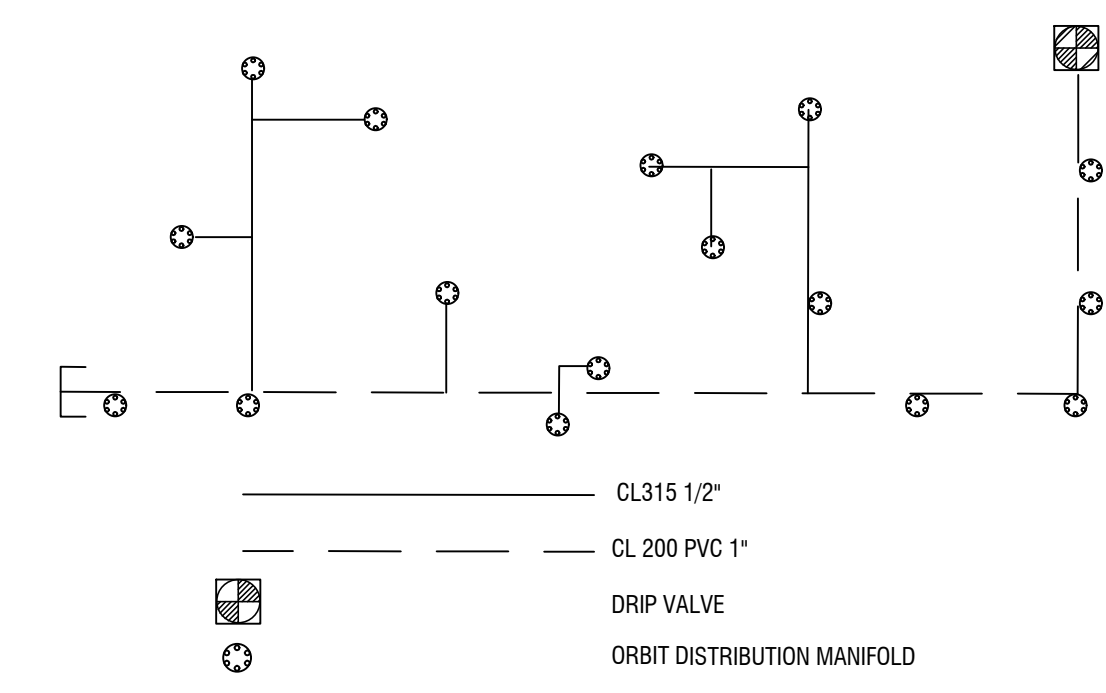 CL315 1/2"
CL 200 PVC 1"
DRIP VALVE
ORBIT DISTRIBUTION MANIFOLD